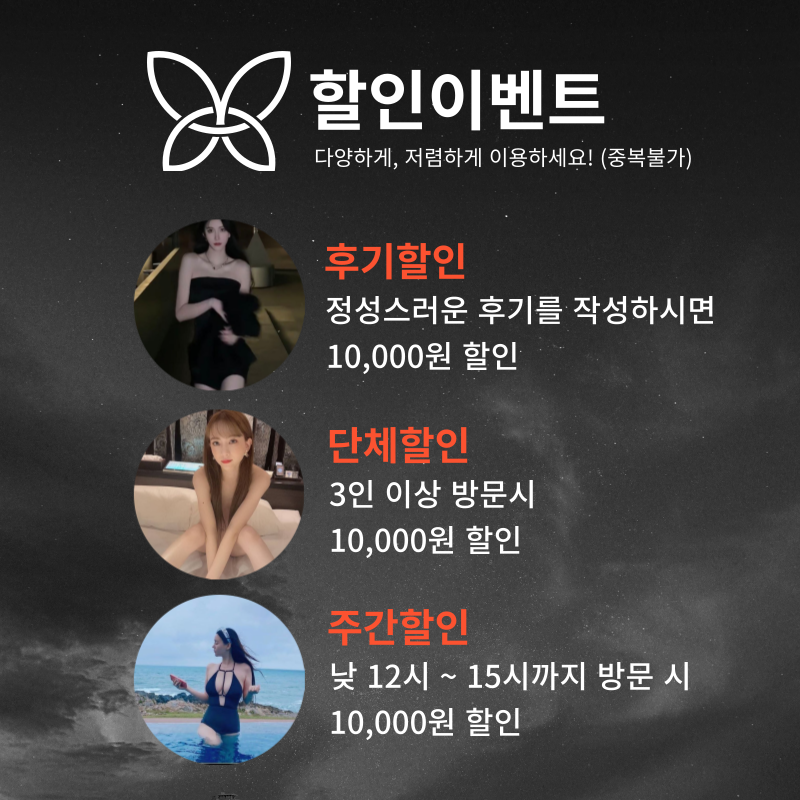 할인이벤트
다양하게, 저렴하게 이용하세요! (중복불가)
후기할인
정성스러운 후기를 작성하시면
10,000원 할인
단체할인
3인 이상 방문시
10,000원 할인
주간할인
낮 12시 ~ 15시까지 방문 시
10,000원 할인